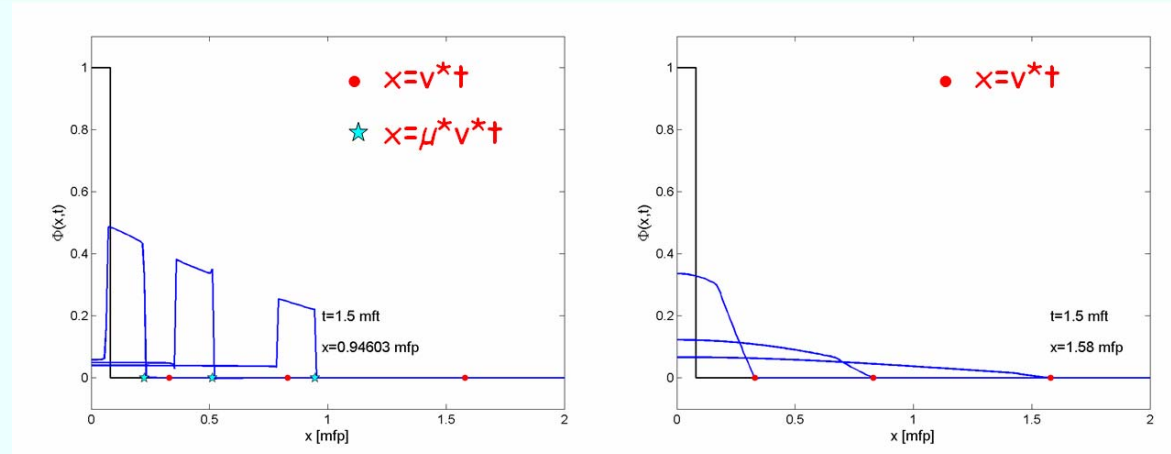 1
0.8
0.6
0.4
0.2
0
Φ(x,t)
x=v*t
x=μ*v*t
t=1.5 mft
x=0.94603 mfp
0 0.5 1 1.5 2
x [mfp]
1
0.8
0.6
0.4
0.2
0
Φ(x,t)
x=v*t
t=1.5 mft
x=1.58 mfp
0 0.5 1 1.5 2
x [mfp]